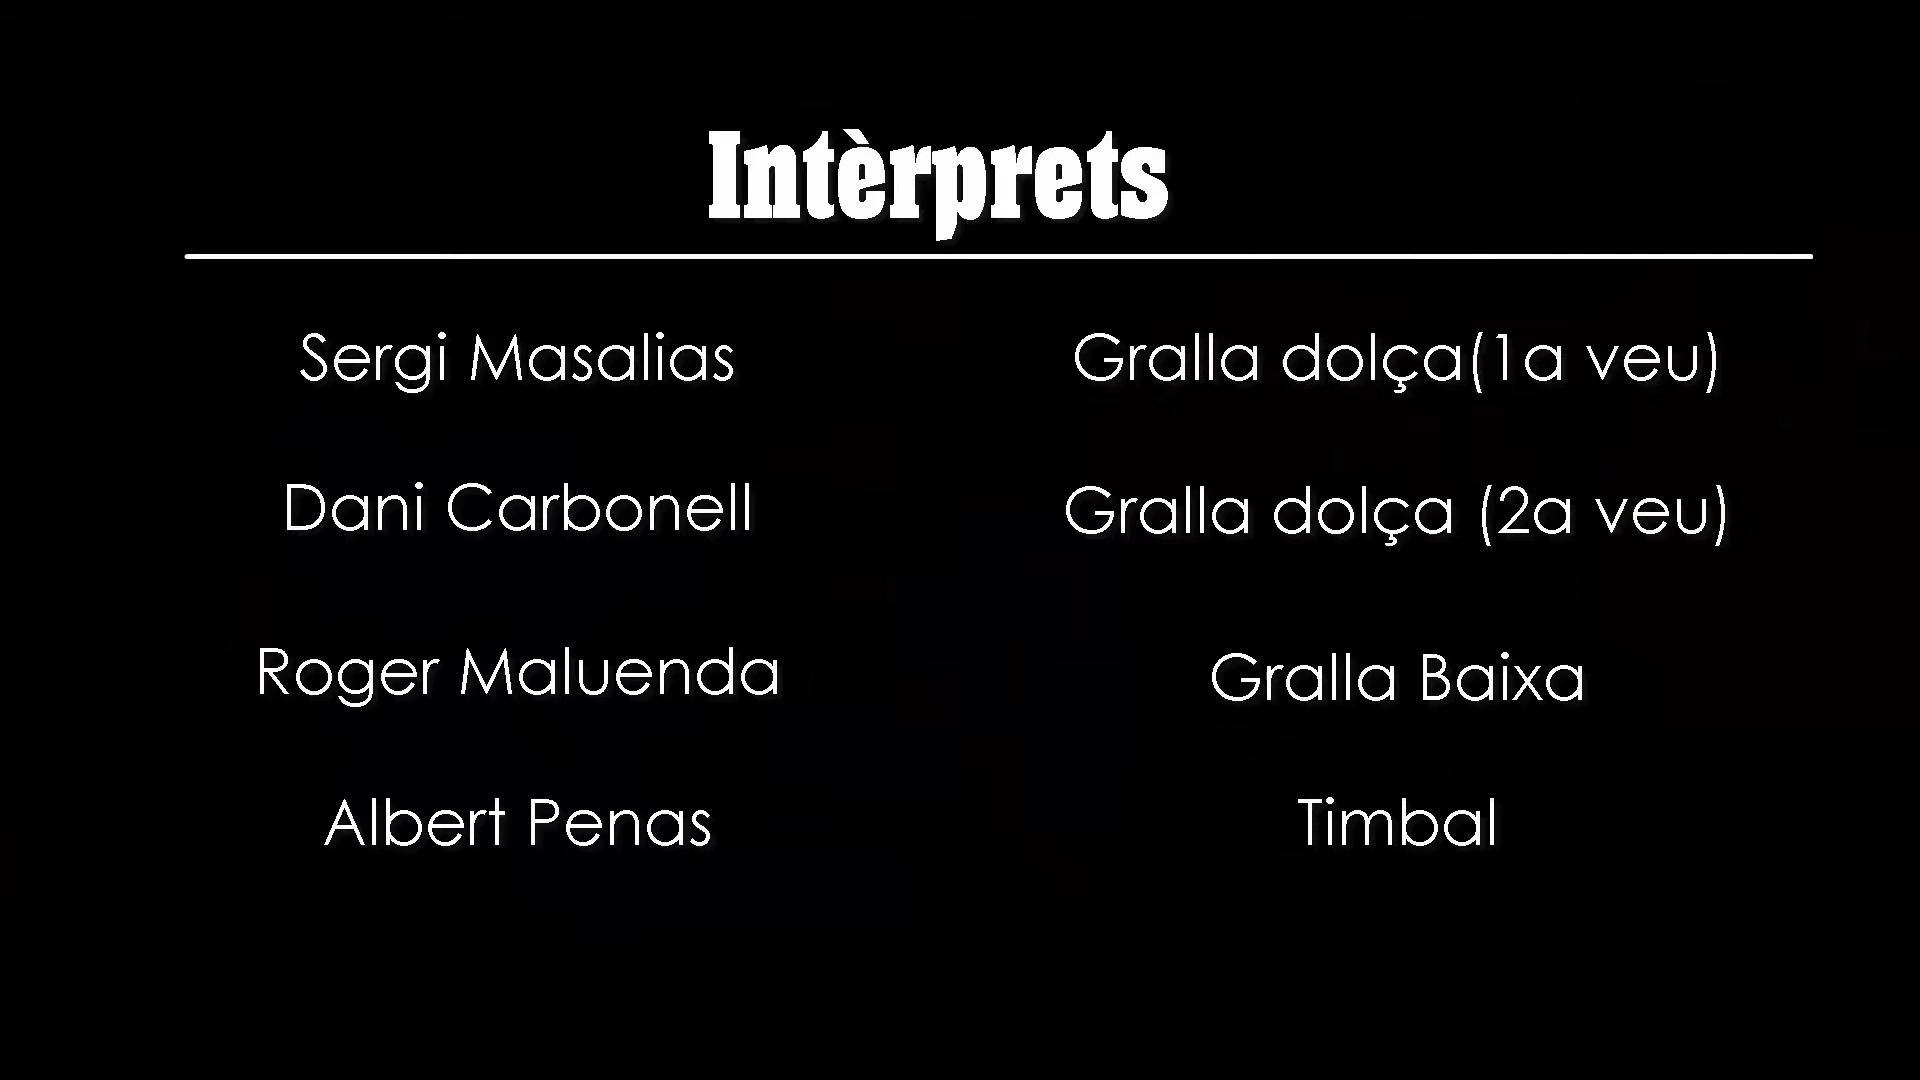 Intèrprets
Sergi Masalias Gralla dolça(1a veu)
Dani Carbonell Gralla dolça (2a veu)
Roger Maluenda Gralla Baixa
Albert Penas Timbal